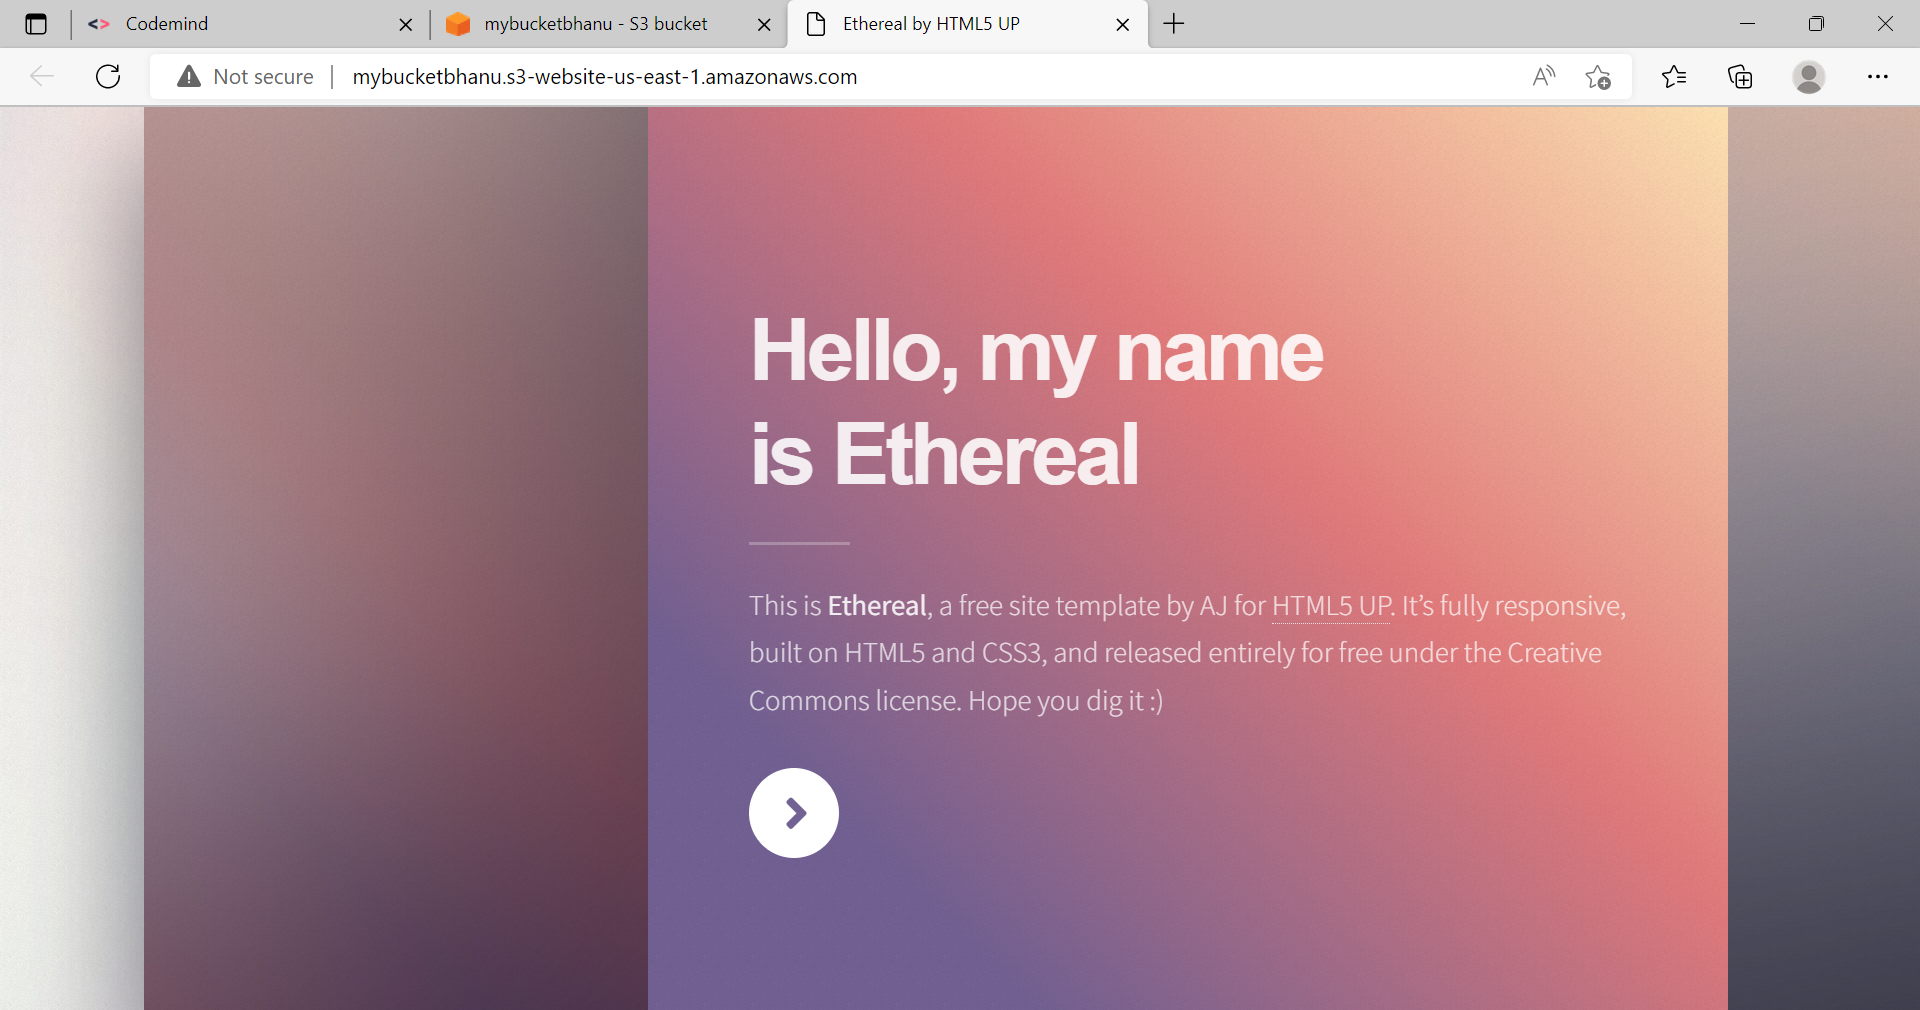 Codemind
mybucketbhanu - S3 bucket
Ethereal by HTML5 UP
Not secure
mybucketbhanu.s3-website-us-east-1.amazonaws.com
Hello, my name
is Ethereal
This is Ethereal, a free site template by AJ for HTML5 UP. It’s fully responsive,
built on HTML5 and CSS3, and released entirely for free under the Creative
Commons license. Hope you dig it :)